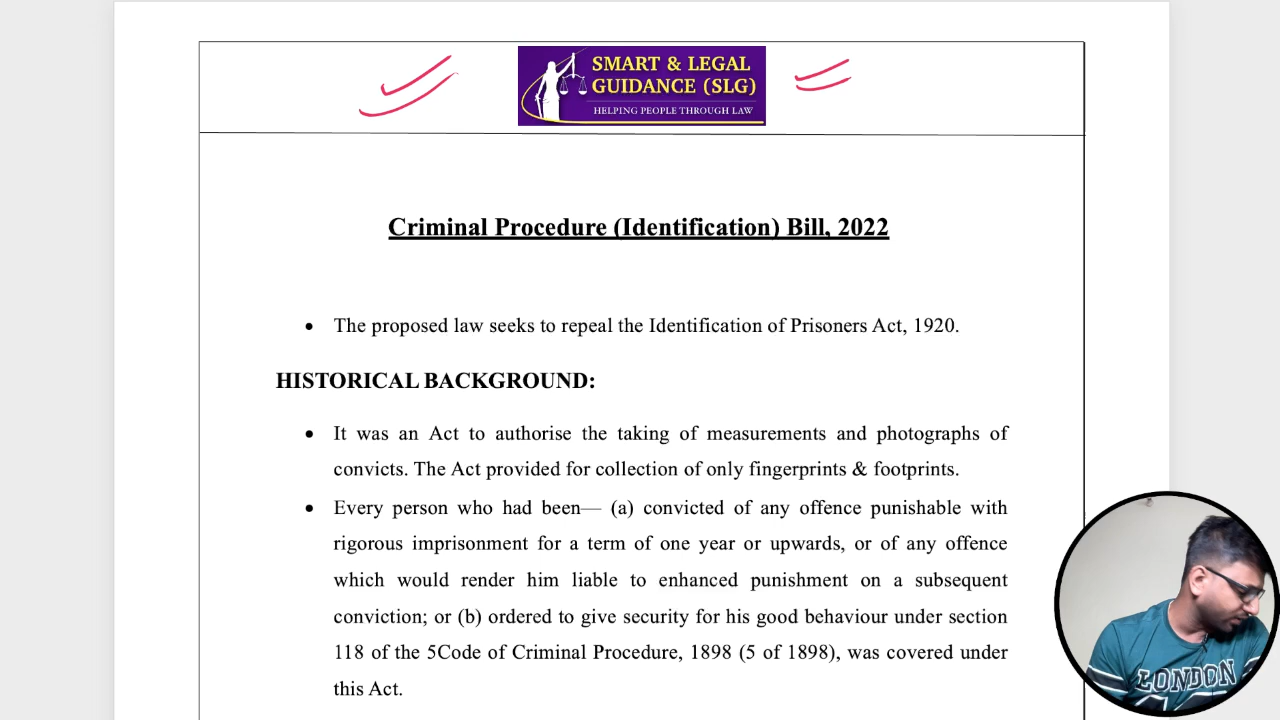 SMART & LEGAL
GUIDANCE (SLG)
HELPING PEOPLE THROUGH LAW
Criminal Procedure (Identification) Bill, 2022
• The proposed law seeks to repeal the Identification of Prisoners Act, 1920.
HISTORICAL BACKGROUND:
• It was an Act to authorise the taking of measurements and photographs of
convicts. The Act provided for collection of only fingerprints & footprints.
• Every person who had been— (a) convicted of any offence punishable with
rigorous imprisonment for a term of one year or upwards, or of any offence
which would render him liable to enhanced punishment on a subsequent
conviction; or (b) ordered to give security for his good behaviour under section
118 of the 5Code of Criminal Procedure, 1898 (5 of 1898), was covered under
this Act.
LONDON